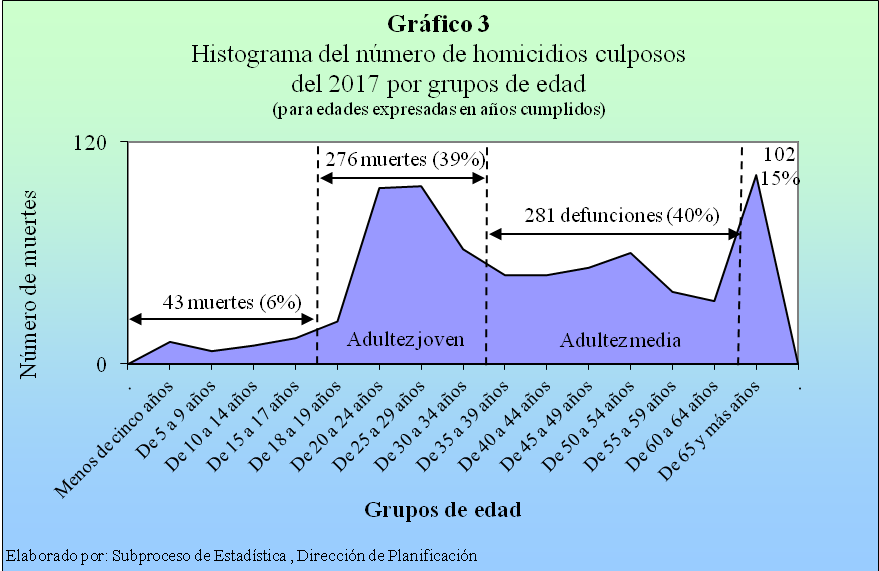 Gráfico 3
Histograma del número de homicidios culposos
del 2017 por grupos de edad
(para edades expresadas en años cumplidos)
Número de muertes
120
0
276 muertes (39%)
102
15%
281 defunciones (40%)
43 muertes (6%)
Adultez joven
Adultez media
.
Menos de cinco años
De 5 a 9 años
De 10 a 14 años
De 15 a 17 años
De 18 a 19 años
De 20 a 24 años
De 25 a 29 años
De 30 a 34 años
De 35 a 39 años
De 40 a 44 años
De 45 a 49 años
De 50 a 54 años
De 55 a 59 años
De 60 a 64 años
De 65 y más años
.
Grupos de edad
Elaborado por: Subproceso de Estadística , Dirección de Planificación